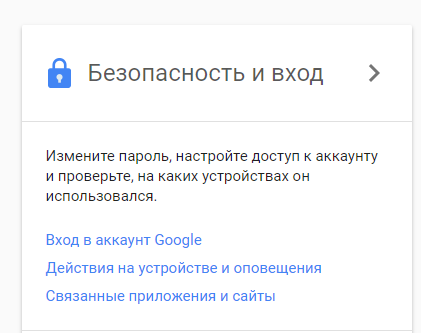 Безопасность и вход
Измените пароль, настройте доступ к аккаунту
и проверьте, на каких устройствах он
использовался.
Вход в аккаунт Google
Действия на устройстве и оповещения
Связанные приложения и сайты